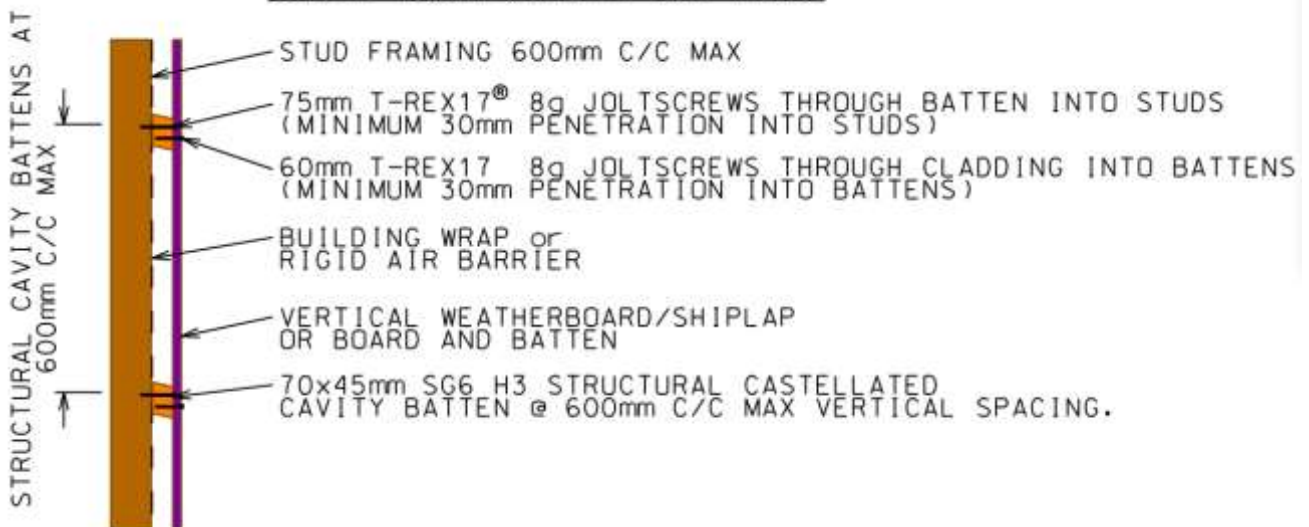 STRUCTURAL CAVITY BATTENS AT
600mm C/C MAX
STUD FRAMING 600mm C/C MAX
75mm T-REX17® 8g JOLTSCREWS THROUGH BATTEN INTO STUDS
(MINIMUM 30mm PENETRATION INTO STUDS)
60mm T-REX17 8g JOLTSCREWS THROUGH CLADDING INTO BATTENS
(MINIMUM 30mm PENETRATION INTO BATTENS)
BUILDING WRAP or
RIGID AIR BARRIER
VERTICAL WEATHERBOARD/SHIPLAP
OR BOARD AND BATTEN
70x45mm SG6 H3 STRUCTURAL CASTELLATED
CAVITY BATTEN @ 600mm C/C MAX VERTICAL SPACING.